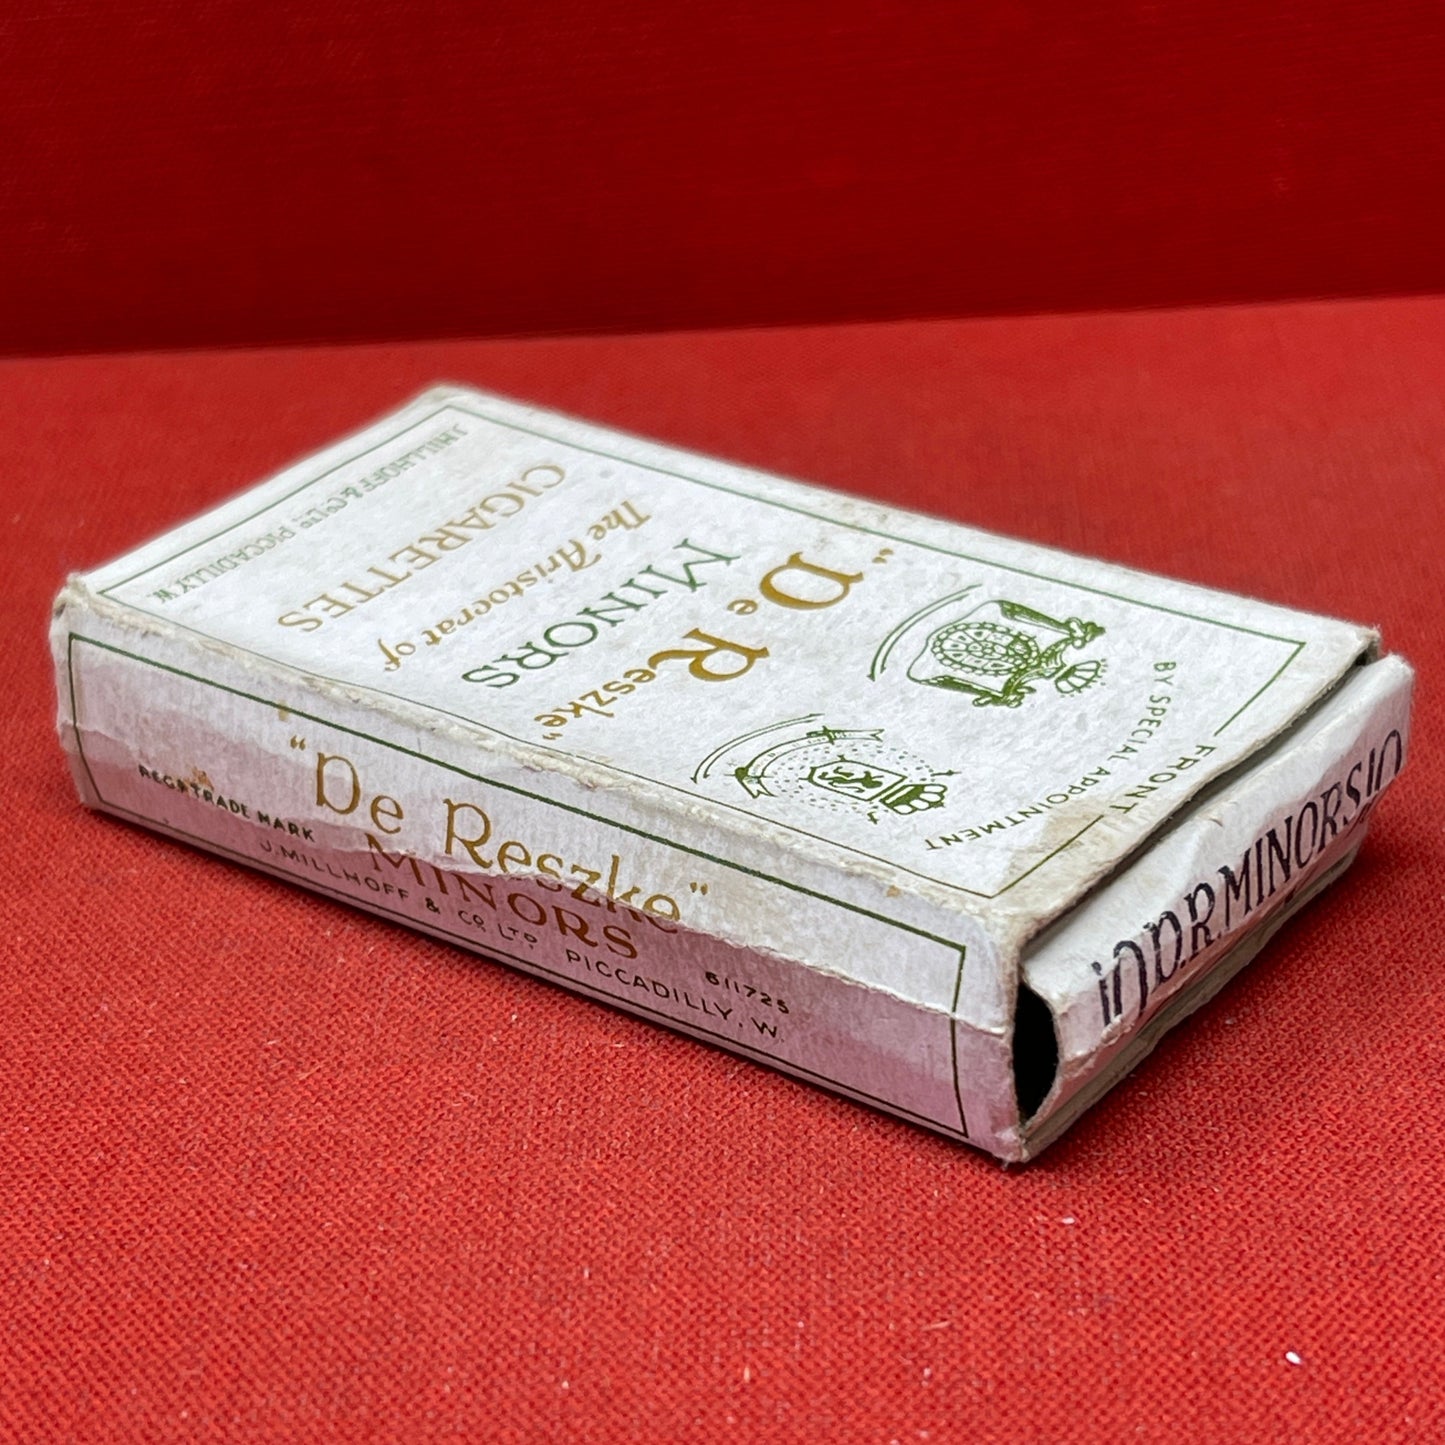 FRONT
BY SPECIAL APPOINTMENT
"De Reszke"
MINORS
The Aristocrat of
CIGARETTES
J. MILLHOFF & Co LTD. PICCADILLY W.
"De Reszke"
REGD TRADE MARK
MINORS
J. MILLHOFF & Co. LTD. PICCADILLY, W.
611725
10 D.R. MINORS 10